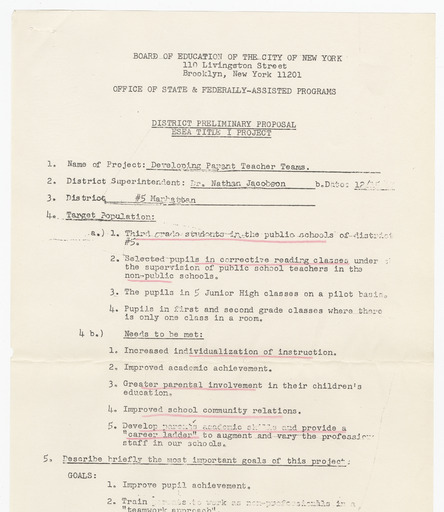 BOARD OF EDUCATION OF THE CITY OF NEW YORK
110 Livingston Street
Brooklyn, New York 11201
OFFICE OF STATE & FEDERALLY-ASSISTED PROGRAMS
DISTRICT PRELIMINARY PROPOSAL
ESEA TITLE I PROJECT
1. Name of Project: Developing Parent Teacher Teams.
2. District Superintendent: Dr. Nathan Jacobson b.Date: 12/
3. District #5 Manhattan
4. Target Population:
a.) 1. Third grade students in the public schools of district
#5.
2. Selected pupils in corrective reading classes under
the supervision of public school teachers in the
non-public schools.
3. The pupils in 5 Junior High classes on a pilot basis.
4. Pupils in first and second grade classes where there
is only one class in a room.
4 b.) Needs to be met:
1. Increased individualization of instruction.
2. Improved academic achievement.
3. Greater parental involvement in their children's
education.
4. Improved school community relations.
5. Develop parents academic skills and provide a
"career ladder" to augment and vary the profession
staff in our schools.
5. Describe briefly the most important goals of this project:
GOALS:
1. Improve pupil achievement.
2. Train parents to work as non-professionals in a
"teamwork approach".